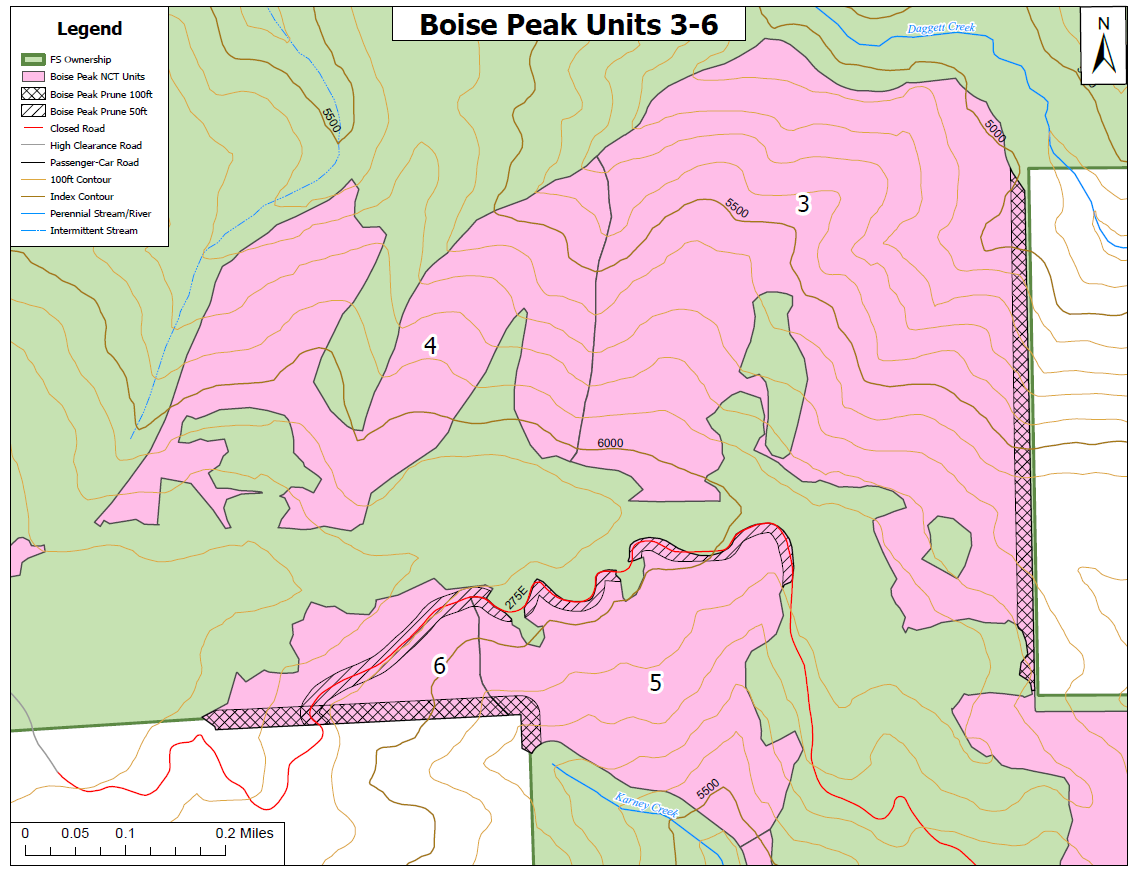 Boise Peak Units 3-6
Legend
FS Ownership
Boise Peak NCT Units
Boise Peak Prune 100ft
Boise Peak Prune 50ft
Closed Road
High Clearance Road
Passenger-Car Road
100ft Contour
Index Contour
Perennial Stream/River
Intermittent Stream
N
Daggett Creek
5500
5000
3
5500
4
6000
275E
6
5
5500
Karney Creek
0 0.05 0.1 0.2 Miles